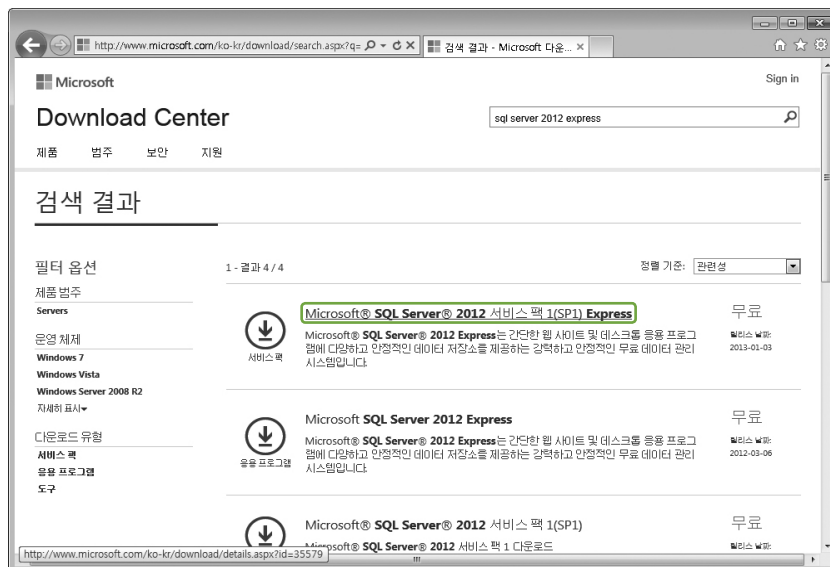 http://www.microsoft.com/ko-kr/download/search.aspx?q=
검색 결과 - Microsoft 다운...
Microsoft
Sign in
Download Center
sql server 2012 express
제품 범주 보안 지원
검색 결과
필터 옵션
제품 범주
Servers
운영 체제
Windows 7
Windows Vista
Windows Server 2008 R2
자세히 표시
다운로드 유형
서비스 팩
응용 프로그램
도구
1 - 결과 4 / 4
정렬 기준: 관련성
서비스 팩
Microsoft® SQL Server® 2012 서비스 팩 1(SP1) Express
Microsoft® SQL Server® 2012 Express는 간단한 웹 사이트 및 데스크톱 응용 프로그
램에 다양하고 안정적인 데이터 저장소를 제공하는 강력하고 안정적인 무료 데이터 관리
시스템입니다.
무료
릴리스 날짜:
2013-01-03
응용 프로그램
Microsoft SQL Server 2012 Express
Microsoft® SQL Server® 2012 Express는 간단한 웹 사이트 및 데스크톱 응용 프로그
램에 다양하고 안정적인 데이터 저장소를 제공하는 강력하고 안정적인 무료 데이터 관리
시스템입니다.
무료
릴리스 날짜:
2012-03-06
Microsoft® SQL Server® 2012 서비스 팩 1(SP1)
Microsoft® SQL Server® 2012 서비스 팩 1 다운로드
무료
릴리스 날짜:
http://www.microsoft.com/ko-kr/download/details.aspx?id=35579